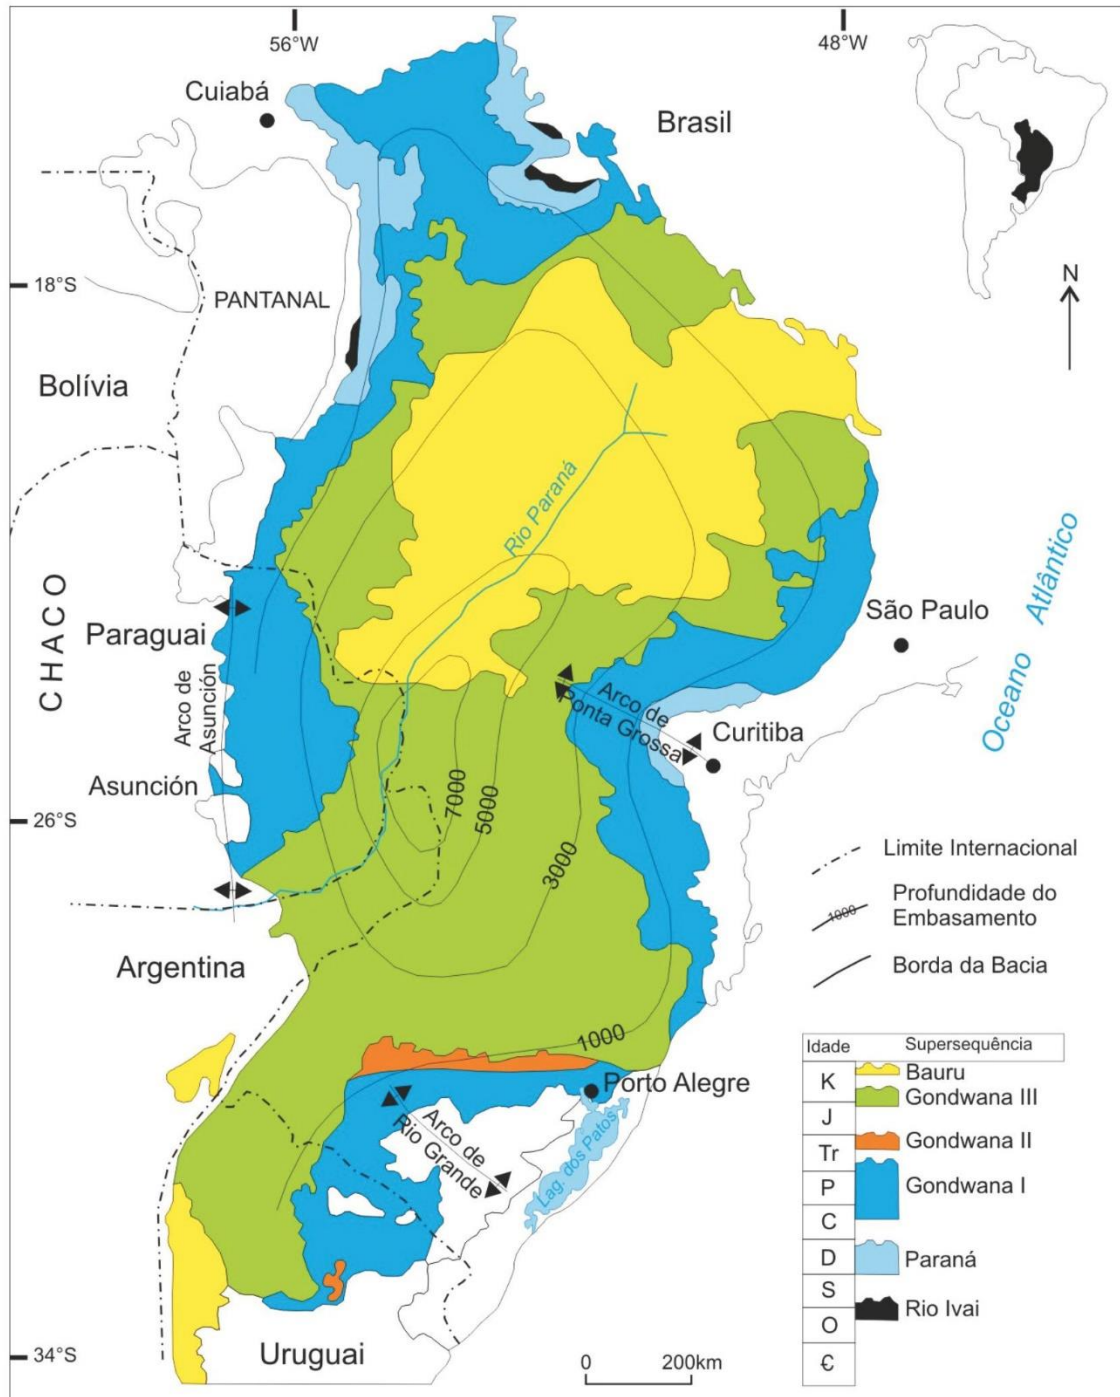 56°W
48°W
Cuiabá
Brasil
N
18°S
PANTANAL
Bolívia
Rio Paraná
Oceano Atlântico
CHACO
São Paulo
Paraguai
Arco de
Asunción
Arco de
Ponta Grossa
Curitiba
Asunción
7000
5000
3000
26°S
Limite Internacional
1000
Profundidade do
Embasamento
Argentina
Borda da Bacia
1000
Porto Alegre
Arco de
Rio Grande
Lag. dos Patos
Idade
Supersequência
K
Bauru
Gondwana III
J
Tr
Gondwana II
P
Gondwana I
C
D
Paraná
S
Rio Ivai
O
Є
34°S
Uruguai
0
200km